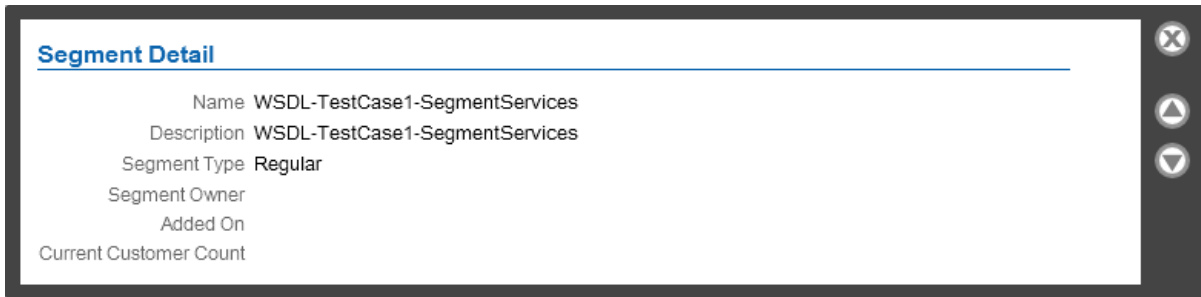 Segment Detail
Name WSDL-TestCase1-SegmentServices
Description WSDL-TestCase1-SegmentServices
Segment Type Regular
Segment Owner
Added On
Current Customer Count